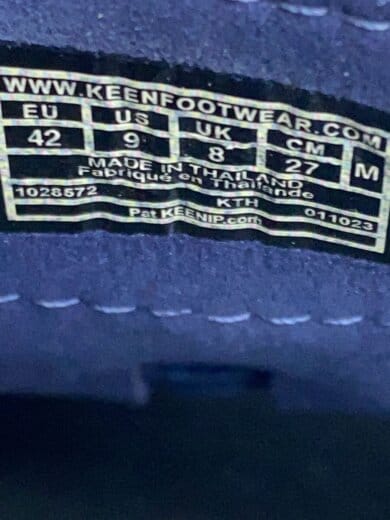 WWW.KEENFOOTWEAR.COM
EU US UK CM M
42 9 8 27
MADE IN THAILAND
Fabriqué en Thaïlande
1028572 KTH 011023
Pat KEENIP.com